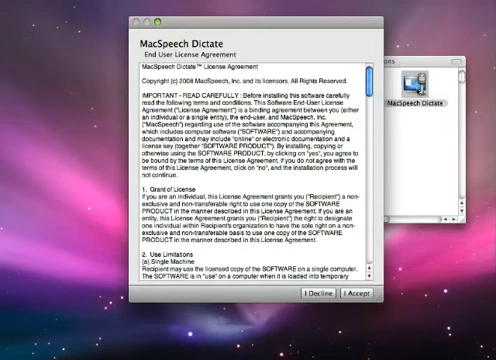 MacSpeech Dictate
End User License Agreement
MacSpeech Dictate™ License Agreement
Copyright (c) 2008 MacSpeech, Inc. and its licensors. All Rights Reserved.
IMPORTANT - READ CAREFULLY : Before installing this software carefully
read the following terms and conditions. This Software End-User License
Agreement ("License Agreement") is a binding agreement between you (either
an individual or a single entity), the end-user, and MacSpeech, Inc.
("MacSpeech") regarding use of the software accompanying this Agreement,
which includes computer software ("SOFTWARE") and accompanying
documentation and may include "online" or electronic documentation and a
license key (together "SOFTWARE PRODUCT"). By installing, copying or
otherwise using the SOFTWARE PRODUCT, by clicking on "yes", you agree to
be bound by the terms of this License Agreement. If you do not agree with the
terms of this License Agreement, click on "no", and the installation process will
not continue.
1. Grant of License
If you are an individual, this License Agreement grants you ("Recipient") a non-
exclusive and non-transferable right to use one copy of the SOFTWARE
PRODUCT in the manner described in this License Agreement. If you are an
entity, this License Agreement grants you ("Recipient") the right to designate
one individual within Recipient's organization to have the sole right on a non-
exclusive and non-transferable basis to use one copy of the SOFTWARE
PRODUCT in the manner described in this License Agreement.
2. Use Limitations
(a) Single Machine
Recipient may use the licensed copy of the SOFTWARE on a single computer.
The SOFTWARE is in "use" on a computer when it is loaded into temporary
I Decline
I Accept
ons
MacSpeech Dictate